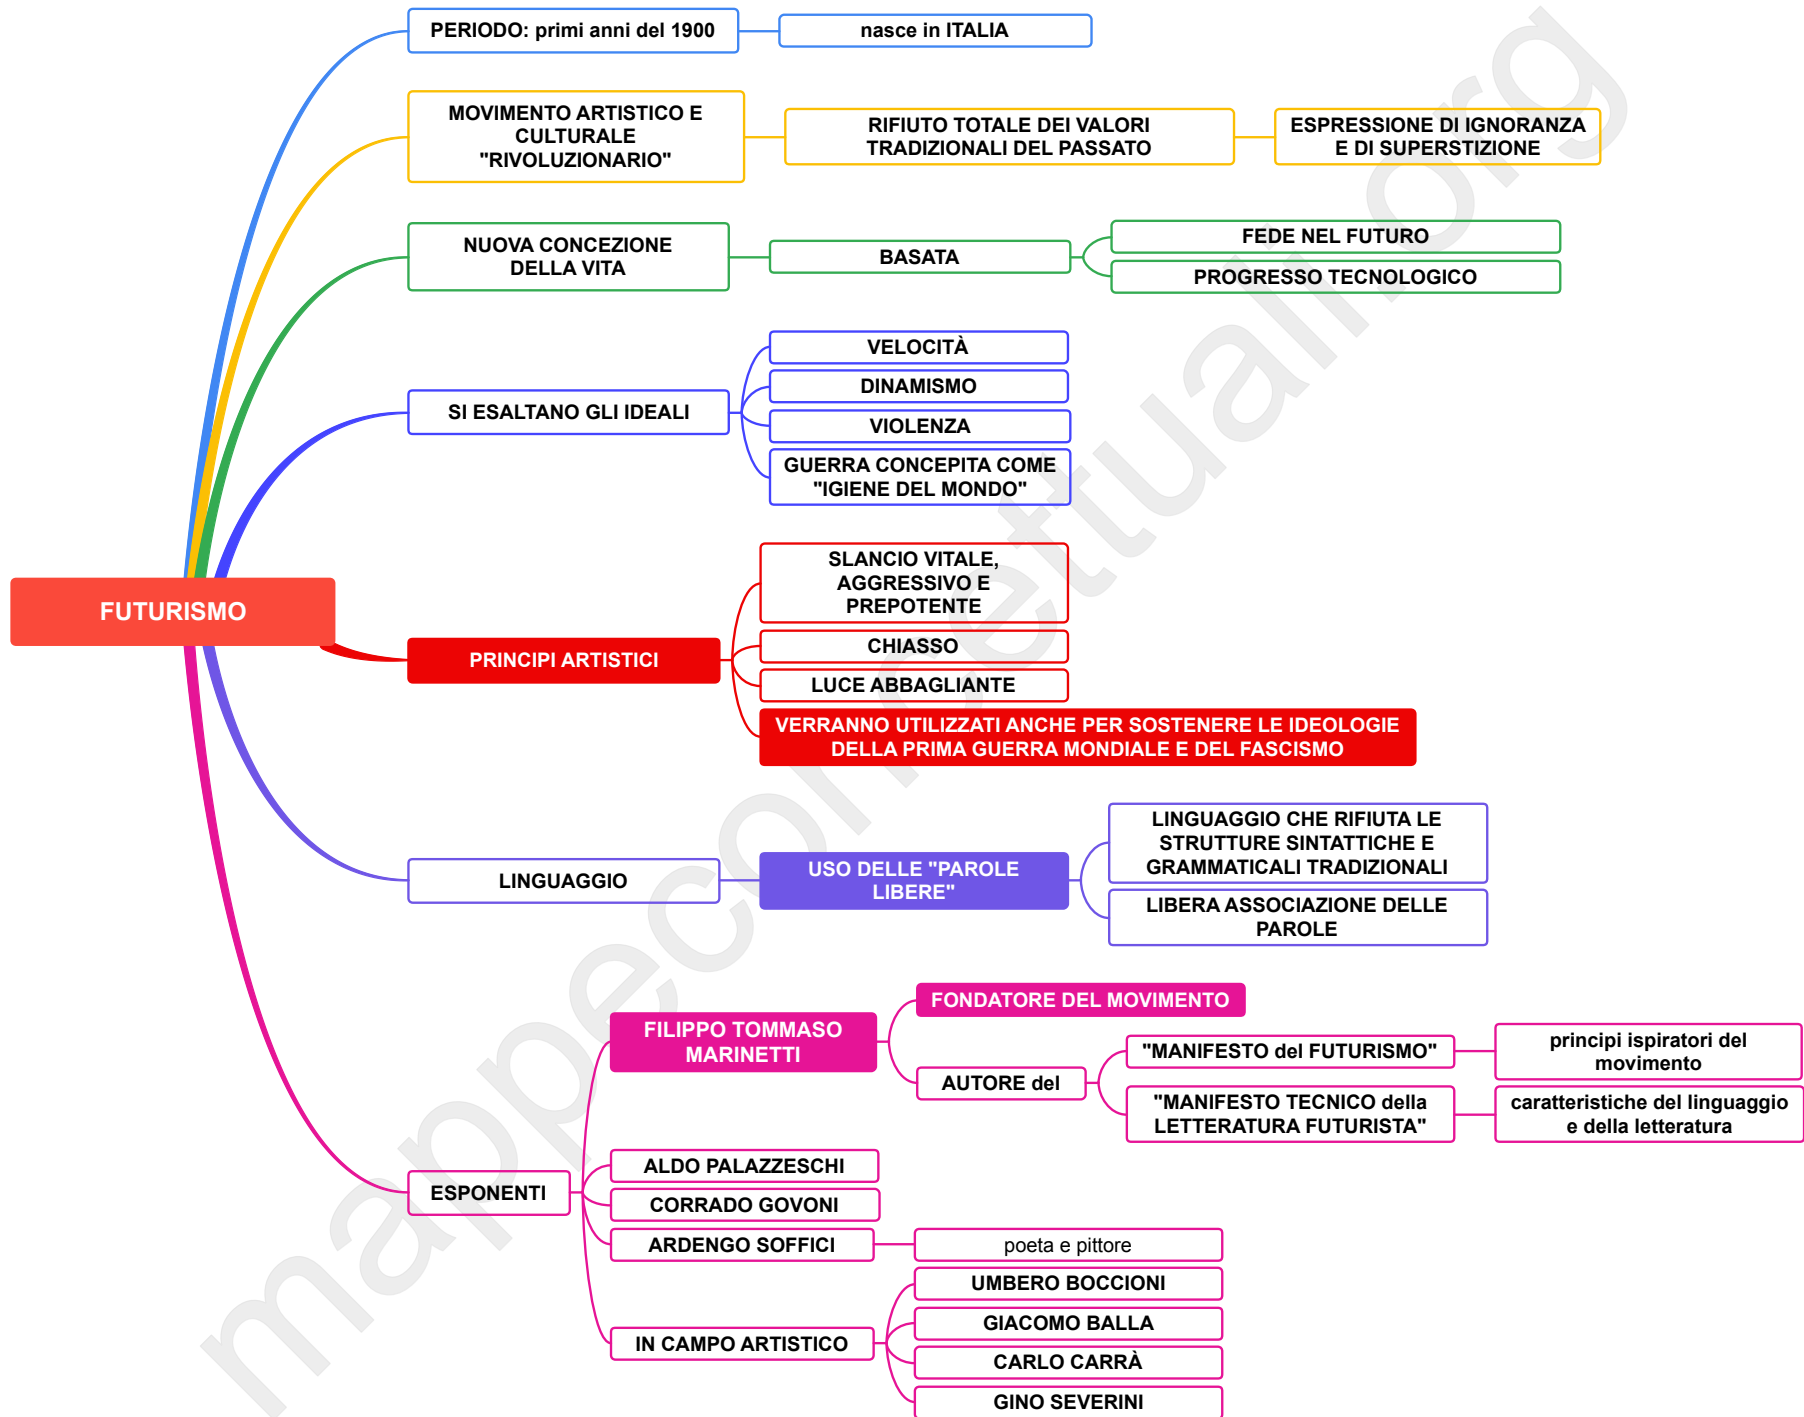 PERIODO: primi anni del 1900
nasce in ITALIA
MOVIMENTO ARTISTICO E
CULTURALE
"RIVOLUZIONARIO"
RIFIUTO TOTALE DEI VALORI
TRADIZIONALI DEL PASSATO
ESPRESSIONE DI IGNORANZA
E DI SUPERSTIZIONE
NUOVA CONCEZIONE
DELLA VITA
BASATA
FEDE NEL FUTURO
PROGRESSO TECNOLOGICO
SI ESALTANO GLI IDEALI
VELOCITÀ
DINAMISMO
VIOLENZA
GUERRA CONCEPITA COME
"IGIENE DEL MONDO"
FUTURISMO
PRINCIPI ARTISTICI
SLANCIO VITALE,
AGGRESSIVO E
PREPOTENTE
CHIASSO
LUCE ABBAGLIANTE
VERRANNO UTILIZZATI ANCHE PER SOSTENERE LE IDEOLOGIE
DELLA PRIMA GUERRA MONDIALE E DEL FASCISMO
LINGUAGGIO
USO DELLE "PAROLE
LIBERE"
LINGUAGGIO CHE RIFIUTA LE
STRUTTURE SINTATTICHE E
GRAMMATICALI TRADIZIONALI
LIBERA ASSOCIAZIONE DELLE
PAROLE
ESPONENTI
FILIPPO TOMMASO
MARINETTI
FONDATORE DEL MOVIMENTO
AUTORE del
"MANIFESTO del FUTURISMO"
principi ispiratori del
movimento
"MANIFESTO TECNICO della
LETTERATURA FUTURISTA"
caratteristiche del linguaggio
e della letteratura
ALDO PALAZZESCHI
CORRADO GOVONI
ARDENGO SOFFICI
poeta e pittore
IN CAMPO ARTISTICO
UMBERO BOCCIONI
GIACOMO BALLA
CARLO CARRÀ
GINO SEVERINI
mappeconcettuali.org